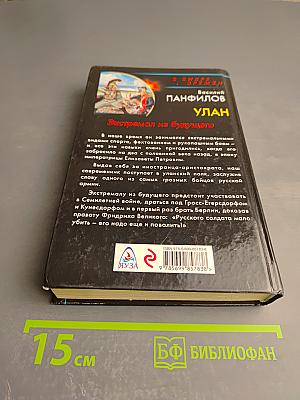 В ВИХРЕ ВРЕМЕН
Василий
ПАНФИЛОВ
УЛАН
Экстремал из будущего
В наше время он занимался экстремальными
видами спорта, фехтованием и рукопашным боем –
и все эти навыки очень пригодились, когда его
забросило на два с половиной века назад, в эпоху
императрицы Елизаветы Петровны.
Выдав себя за иностранца-аристократа, наш
современник поступает в уланский полк, заслужив
славу одного из самых грозных бойцов русской
армии.
Экстремалу из будущего предстоит участвовать
в Семилетней войне, драться под Гросс-Егерсдорфом
и Кунерсдорфом и в первый раз брать Берлин, доказав
правоту Фридриха Великого: «Русского солдата мало
убить – его надо еще и повалить!»
ЯУЗА
15 см
БФ БИБЛИОФАН